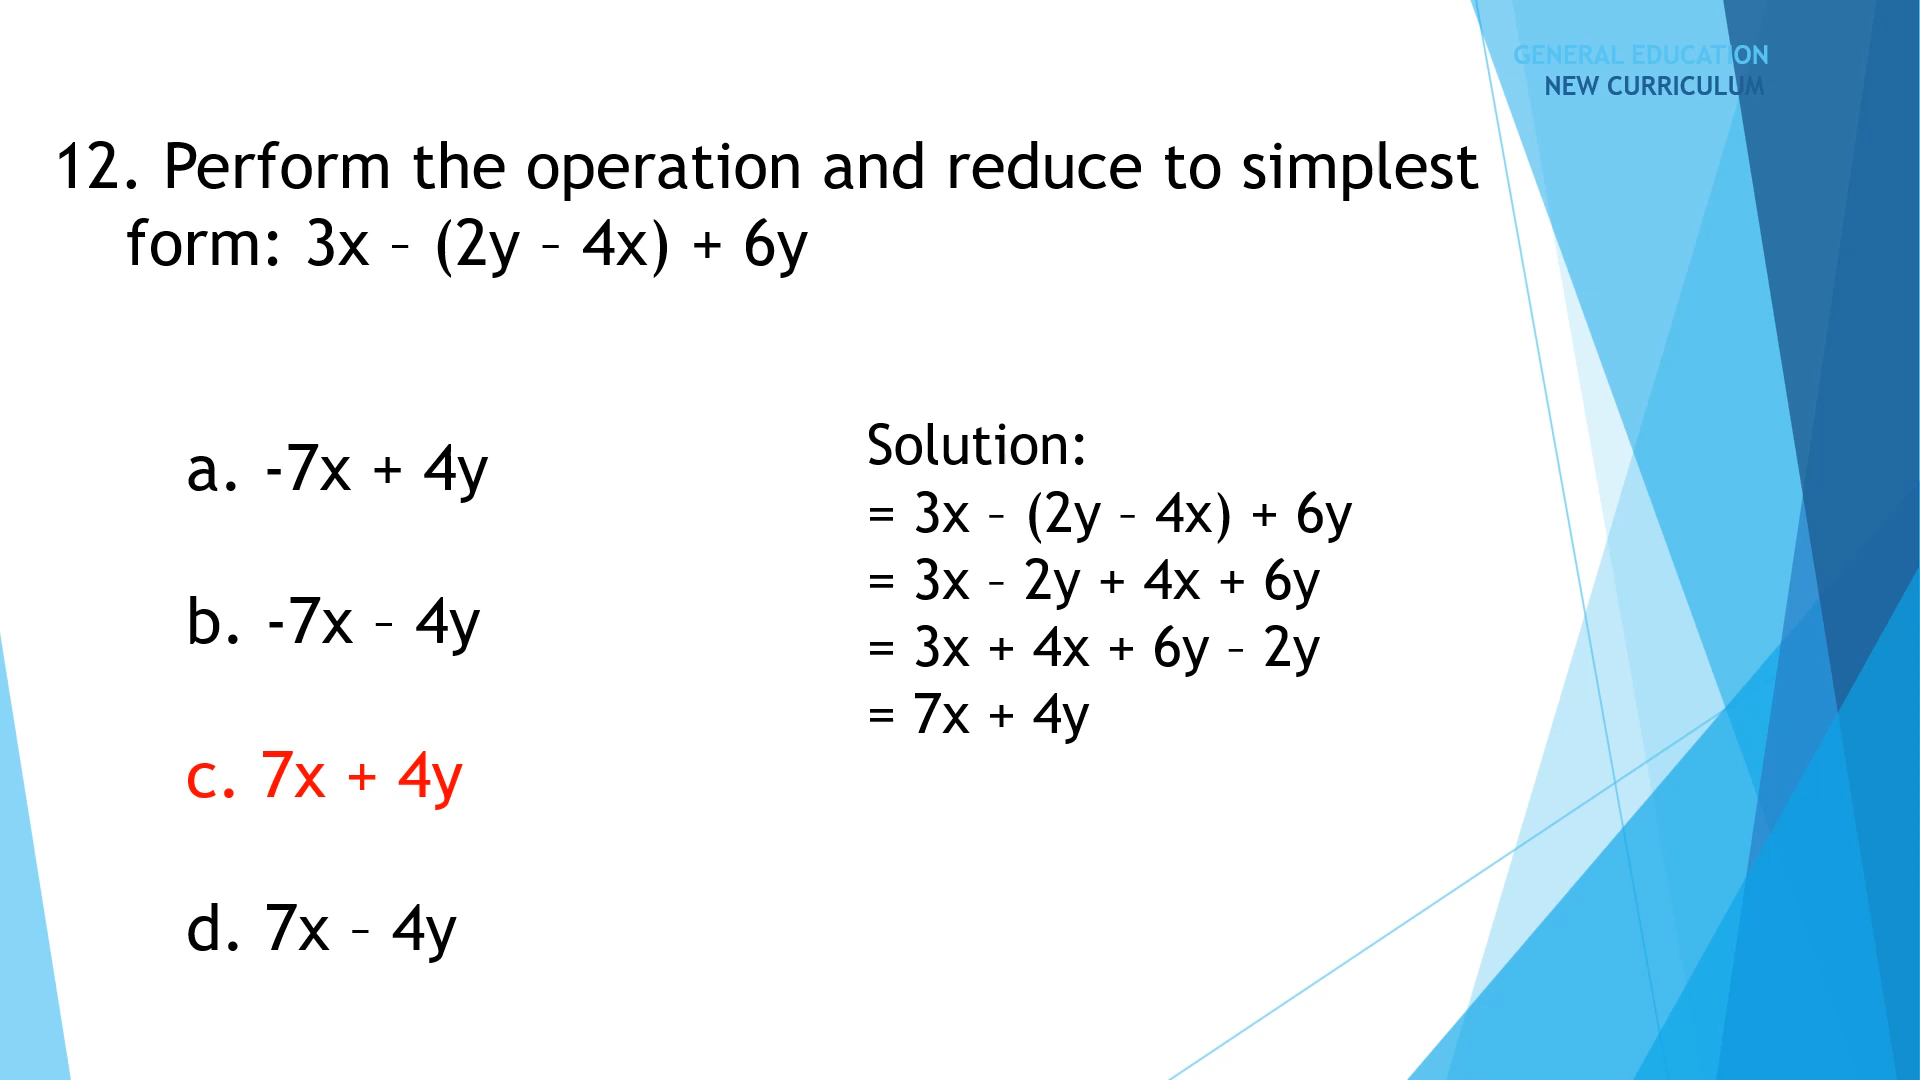 GENERAL EDUCATION
NEW CURRICULUM
12. Perform the operation and reduce to simplest
form: 3x – (2y – 4x) + 6y
a. -7x + 4y
b. -7x – 4y
c. 7x + 4y
d. 7x – 4y
Solution:
= 3x – (2y – 4x) + 6y
= 3x – 2y + 4x + 6y
= 3x + 4x + 6y – 2y
= 7x + 4y